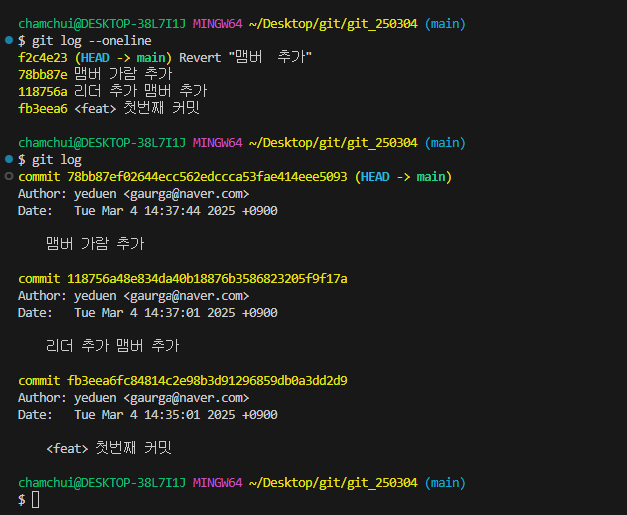 chamchui@DESKTOP-38L7I1J MINGW64 ~/Desktop/git/git_250304 (main)
$ git log --oneline
f2c4e23 (HEAD -> main) Revert "맴버  추가"
78bb87e 맴버 가람 추가
118756a 리더 추가 맴버 추가
fb3eea6 <feat> 첫번째 커밋
chamchui@DESKTOP-38L7I1J MINGW64 ~/Desktop/git/git_250304 (main)
$ git log
commit 78bb87ef02644ecc562edccca53fae414eee5093 (HEAD -> main)
Author: yeduen <gaurga@naver.com>
Date:   Tue Mar 4 14:37:44 2025 +0900
맴버 가람 추가
commit 118756a48e834da40b18876b3586823205f9f17a
Author: yeduen <gaurga@naver.com>
Date:   Tue Mar 4 14:37:01 2025 +0900
리더 추가 맴버 추가
commit fb3eea6fc84814c2e98b3d91296859db0a3dd2d9
Author: yeduen <gaurga@naver.com>
Date:   Tue Mar 4 14:35:01 2025 +0900
<feat> 첫번째 커밋
chamchui@DESKTOP-38L7I1J MINGW64 ~/Desktop/git/git_250304 (main)
$